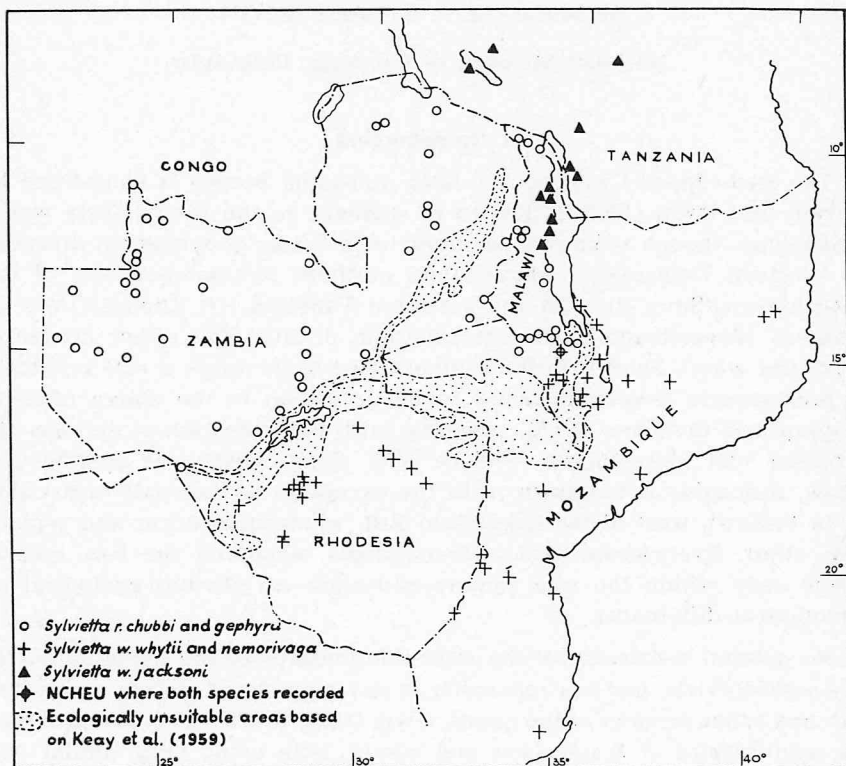 CONGO
TANZANIA
10°
MALAWI
ZAMBIA
15°
MOZAMBIQUE
RHODESIA
20°
Sylvietta r. chubbi and gephyra
Sylvietta w. whytii and nemorivaga
Sylvietta w. jacksoni
NCHEU where both species recorded
Ecologically unsuitable areas based
on Keay et al. (1959)
25°
30°
35°
40°